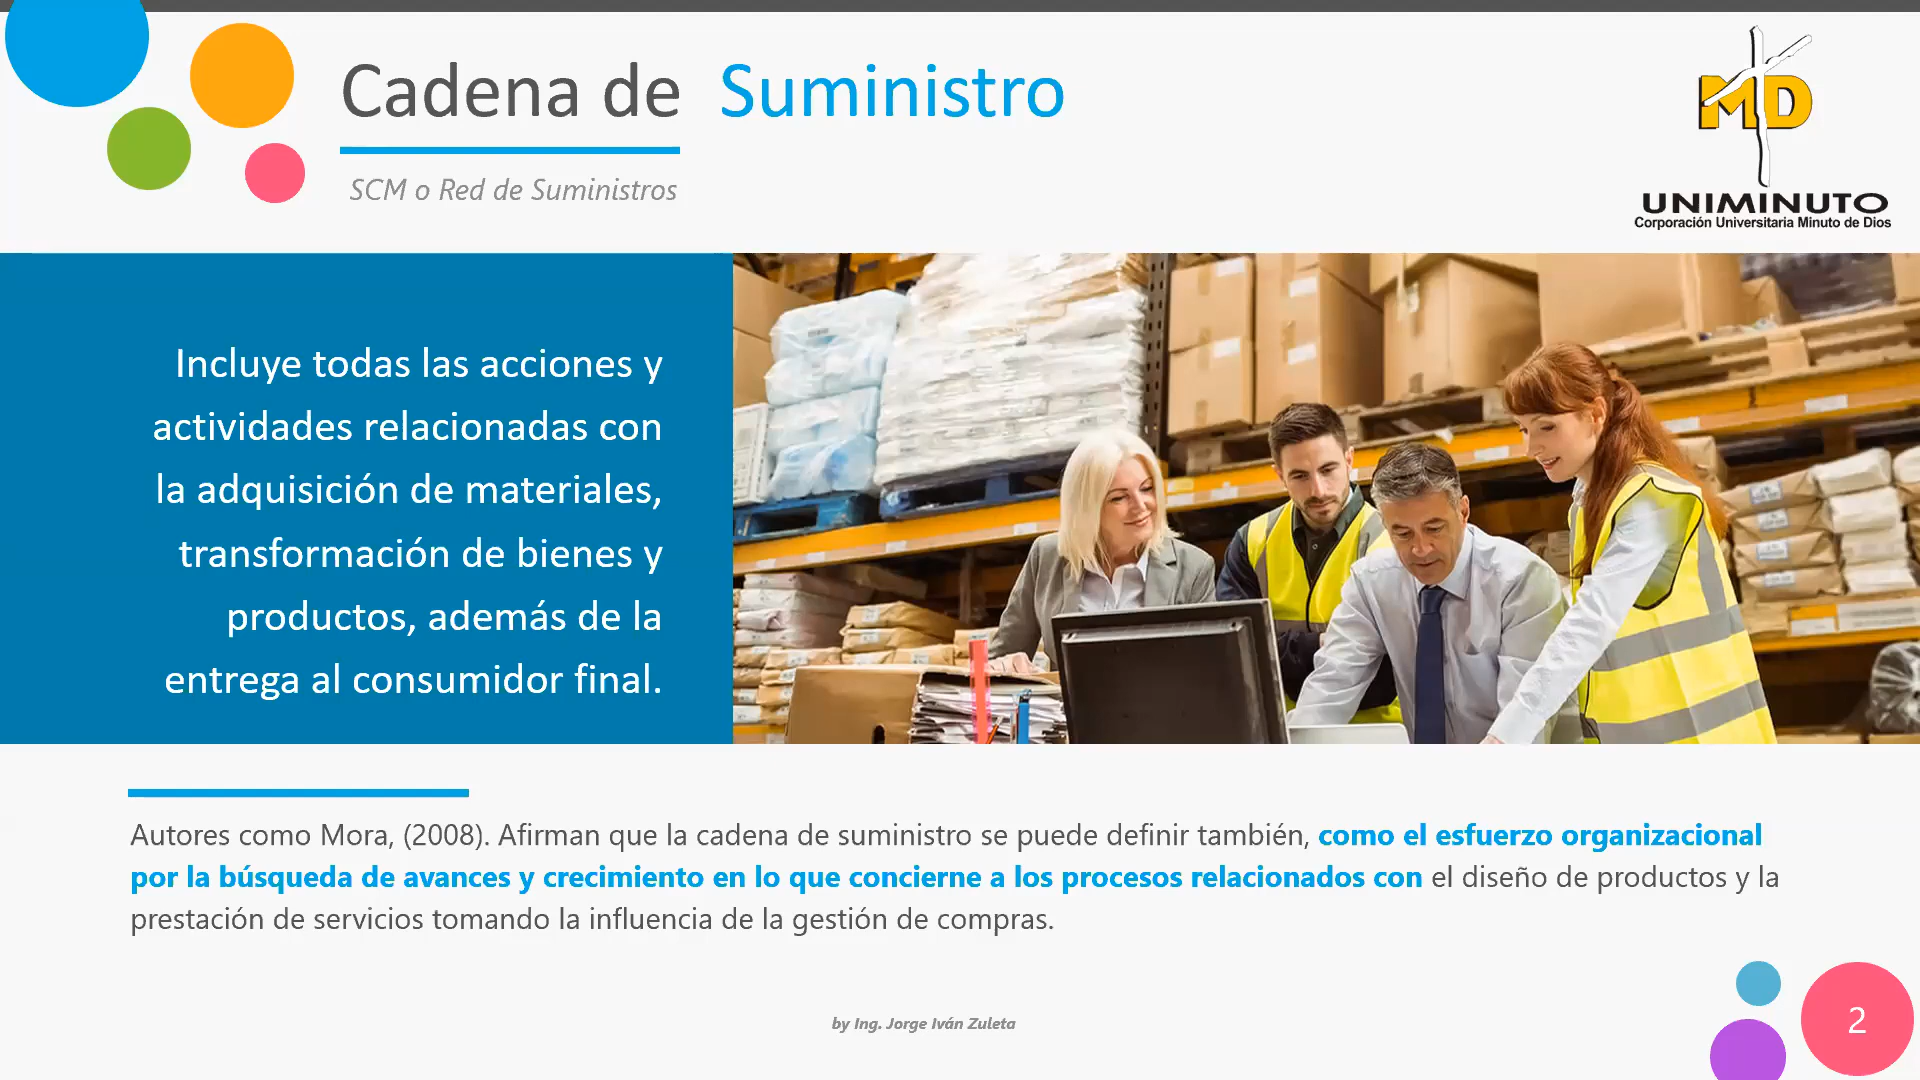 Cadena de Suministro
SCM o Red de Suministros
MD
UNIMINUTO
Corporación Universitaria Minuto de Dios
Incluye todas las acciones y
actividades relacionadas con
la adquisición de materiales,
transformación de bienes y
productos, además de la
entrega al consumidor final.
Autores como Mora, (2008). Afirman que la cadena de suministro se puede definir también, como el esfuerzo organizacional
por la búsqueda de avances y crecimiento en lo que concierne a los procesos relacionados con el diseño de productos y la
prestación de servicios tomando la influencia de la gestión de compras.
by Ing. Jorge Iván Zuleta
2